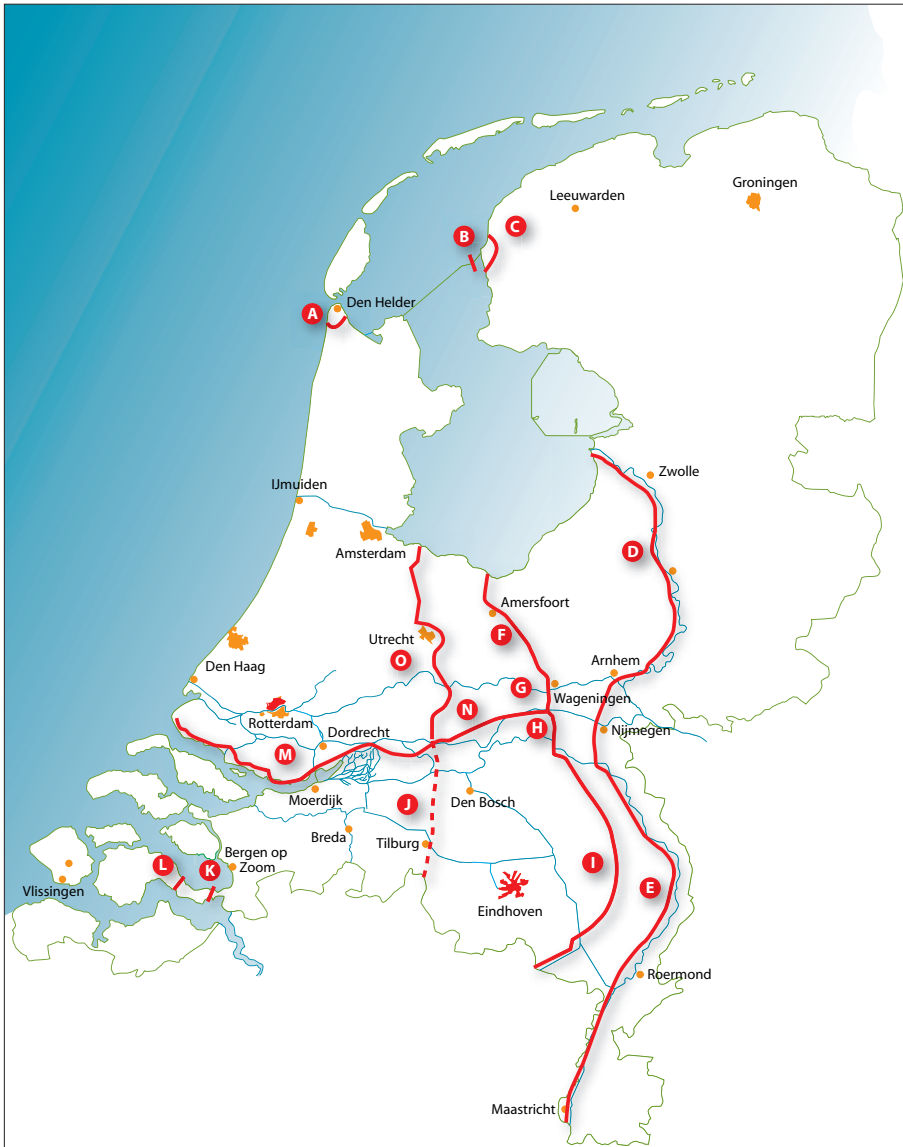 Groningen
Leeuwarden
C
B
Den Helder
A
Zwolle
IJmuiden
Amsterdam
D
Amersfoort
F
Utrecht
O
Arnhem
Den Haag
G
Wageningen
Rotterdam
N
Dordrecht
H
Nijmegen
M
Moerdijk
J
Den Bosch
Breda
Tilburg
Bergen op
Zoom
L
K
I
E
Vlissingen
Eindhoven
Roermond
Maastricht